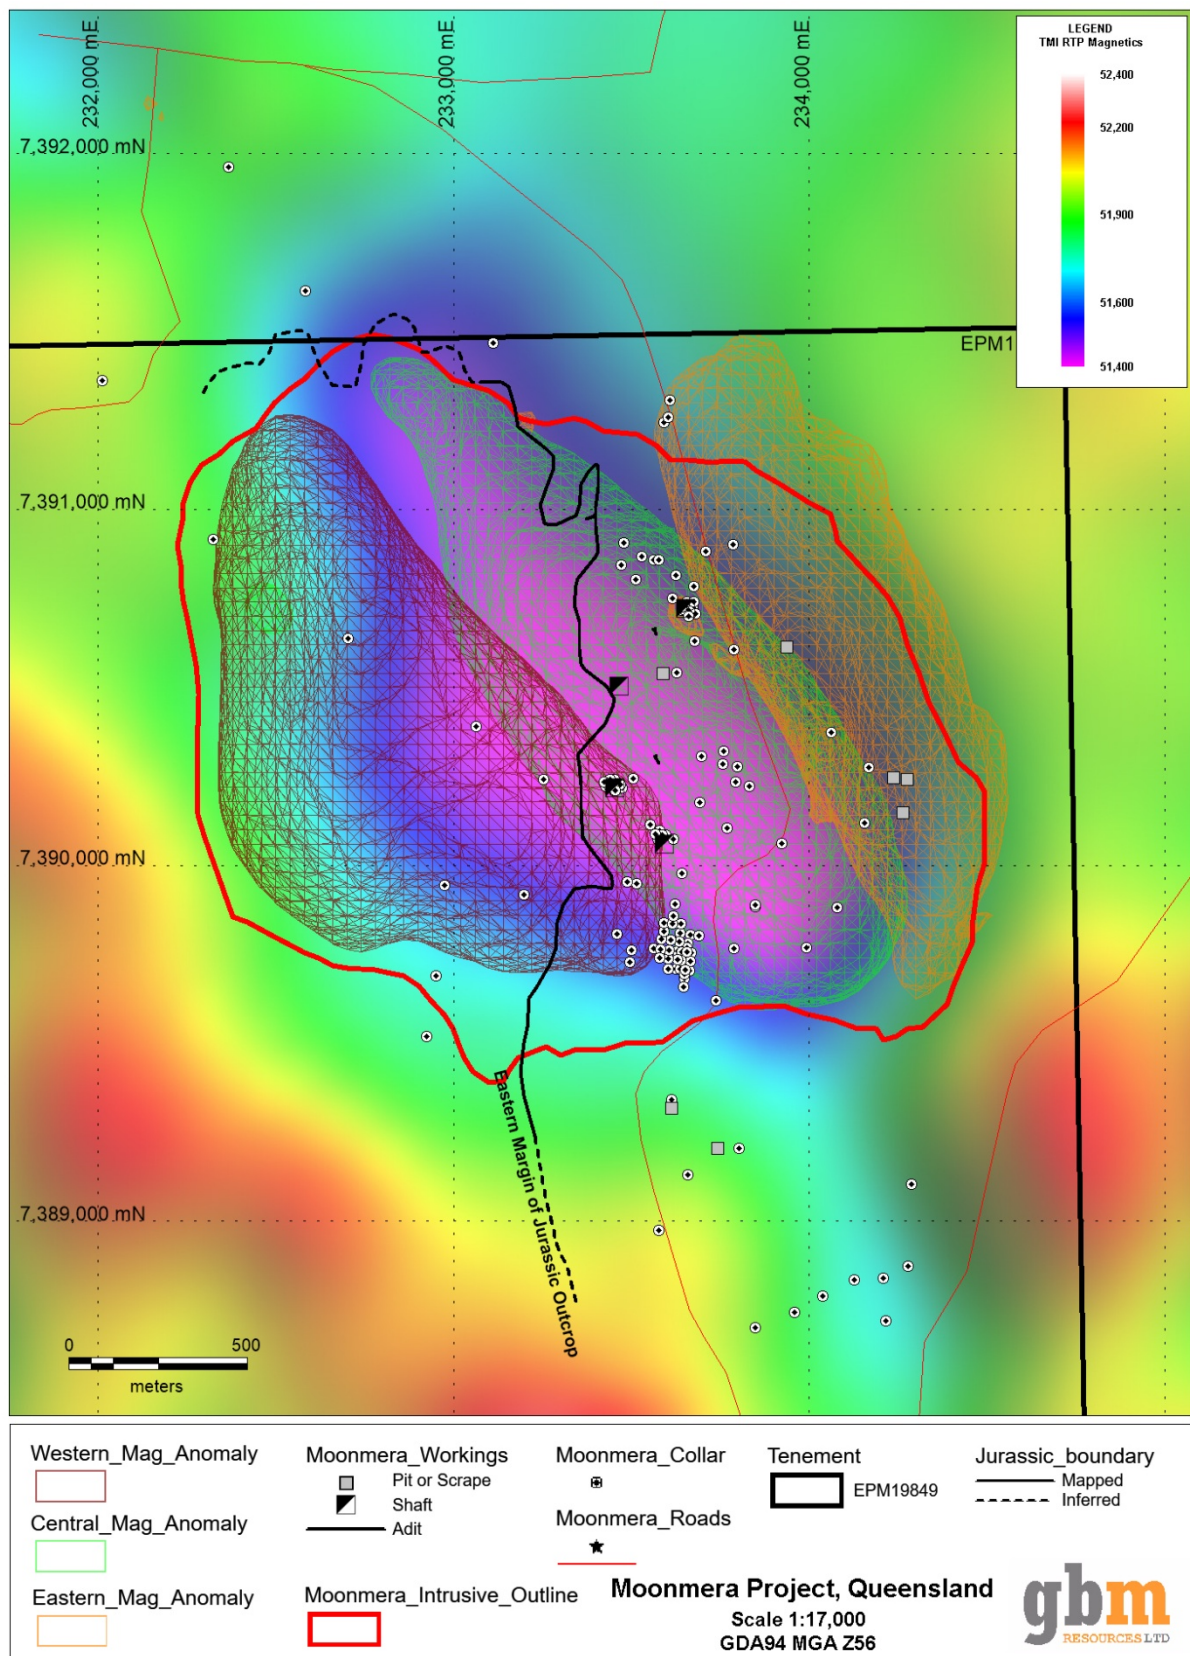 232,000 mE
233,000 mE
234,000 mE
LEGEND
TMI RTP Magnetics
52,400
52,200
51,900
51,600
51,400
7,392,000 mN
EPM1
7,391,000 mN
7,390,000 mN
7,389,000 mN
Eastern Margin of Jurassic Outcrop
0 500
meters
Western_Mag_Anomaly
Central_Mag_Anomaly
Eastern_Mag_Anomaly
Moonmera_Workings
Pit or Scrape
Shaft
Adit
Moonmera_Intrusive_Outline
Moonmera_Collar
Moonmera_Roads
Tenement
EPM19849
Jurassic_boundary
Mapped
Inferred
Moonmera Project, Queensland
Scale 1:17,000
GDA94 MGA Z56
gbm
RESOURCES LTD